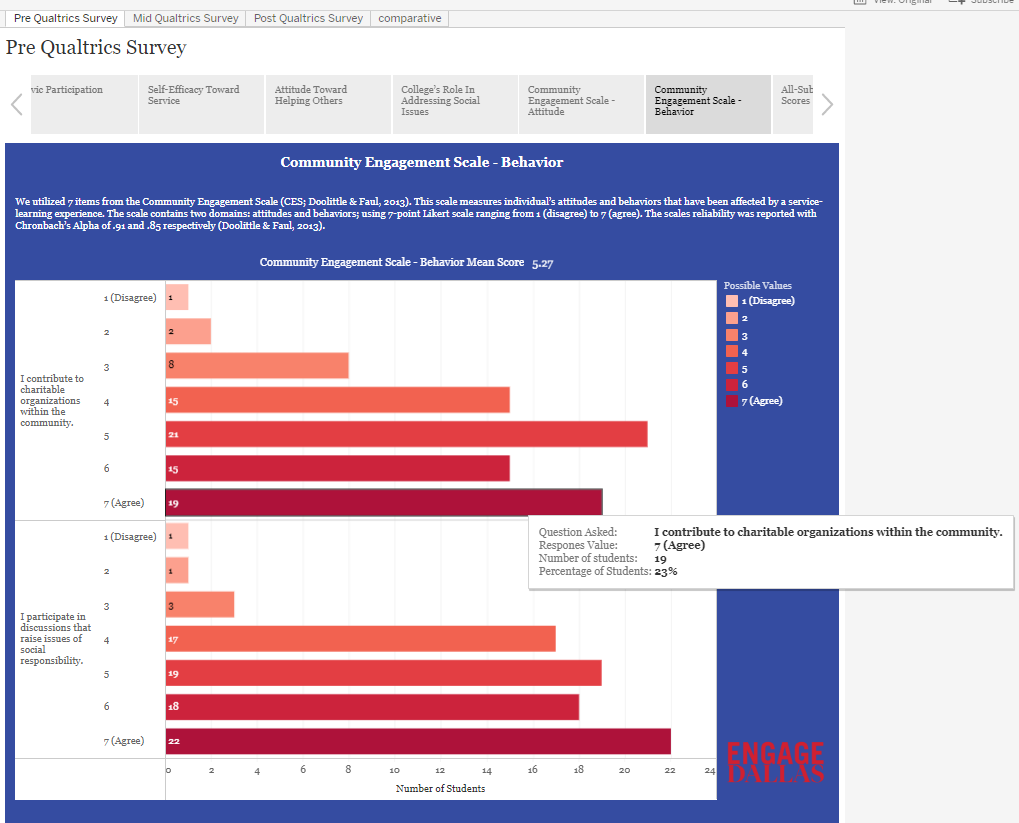 View: Original
Subscribe
Pre Qualtrics Survey
Mid Qualtrics Survey
Post Qualtrics Survey
comparative
Pre Qualtrics Survey
vic Participation
Self-Efficacy Toward
Service
Attitude Toward
Helping Others
College's Role In
Addressing Social
Issues
Community
Engagement Scale -
Attitude
Community
Engagement Scale -
Behavior
All-Sub
Scores
Community Engagement Scale - Behavior
We utilized 7 items from the Community Engagement Scale (CES; Doolittle & Faul, 2013). This scale measures individual's attitudes and behaviors that have been affected by a service-
learning experience. The scale contains two domains: attitudes and behaviors; using 7-point Likert scale ranging from 1 (disagree) to 7 (agree). The scales reliability was reported with
Chronbach's Alpha of .91 and .85 respectively (Doolittle & Faul, 2013).
Community Engagement Scale - Behavior Mean Score 5.27
I contribute to
charitable
organizations
within the
community.
1 (Disagree) 1
2 2
3 8
4 15
5 21
6 15
7 (Agree) 19
I participate in
discussions that
raise issues of
social
responsibility.
1 (Disagree) 1
2 1
3 3
4 17
5 19
6 18
7 (Agree) 22
0 2 4 6 8 10 12 14 16 18 20 22 24
Number of Students
Possible Values
1 (Disagree)
2
3
4
5
6
7 (Agree)
Question Asked: I contribute to charitable organizations within the community.
Respones Value: 7 (Agree)
Number of students: 19
Percentage of Students: 23%
ENGAGE
DALLAS